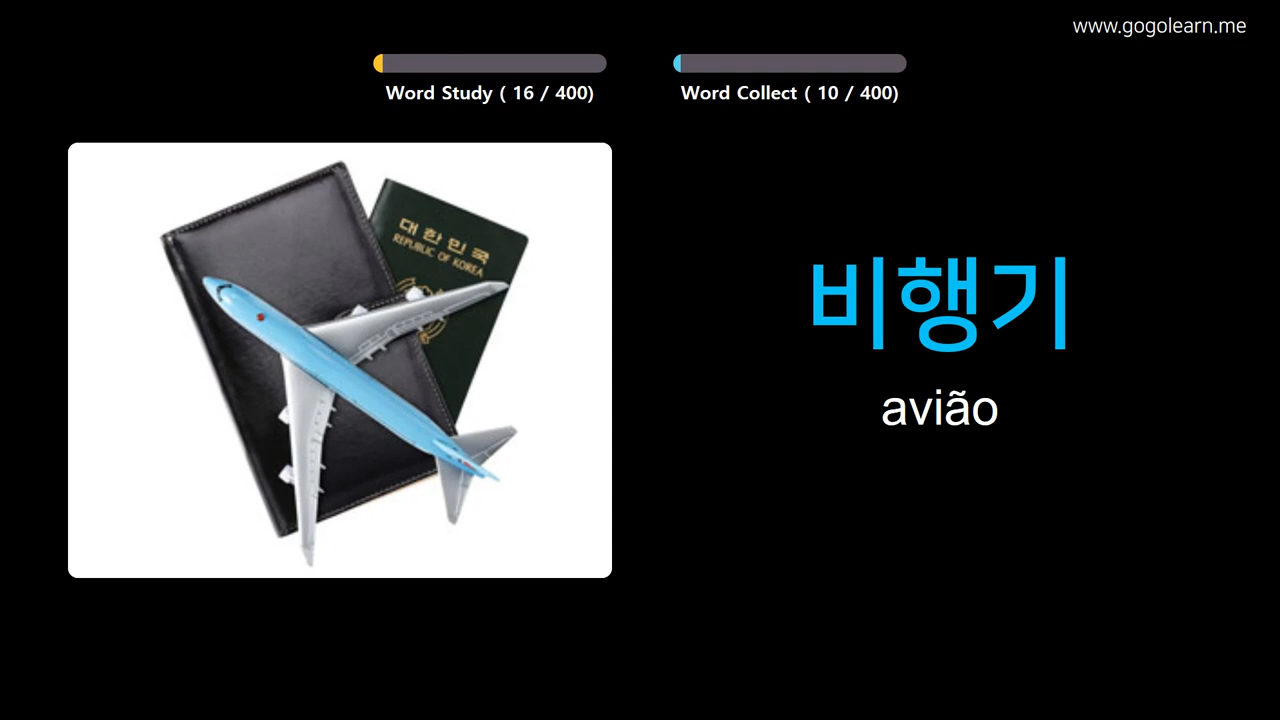 www.gogolearn.me
Word Study ( 16 / 400)
Word Collect ( 10 / 400)
대한민국
REPUBLIC OF KOREA
비행기
avião